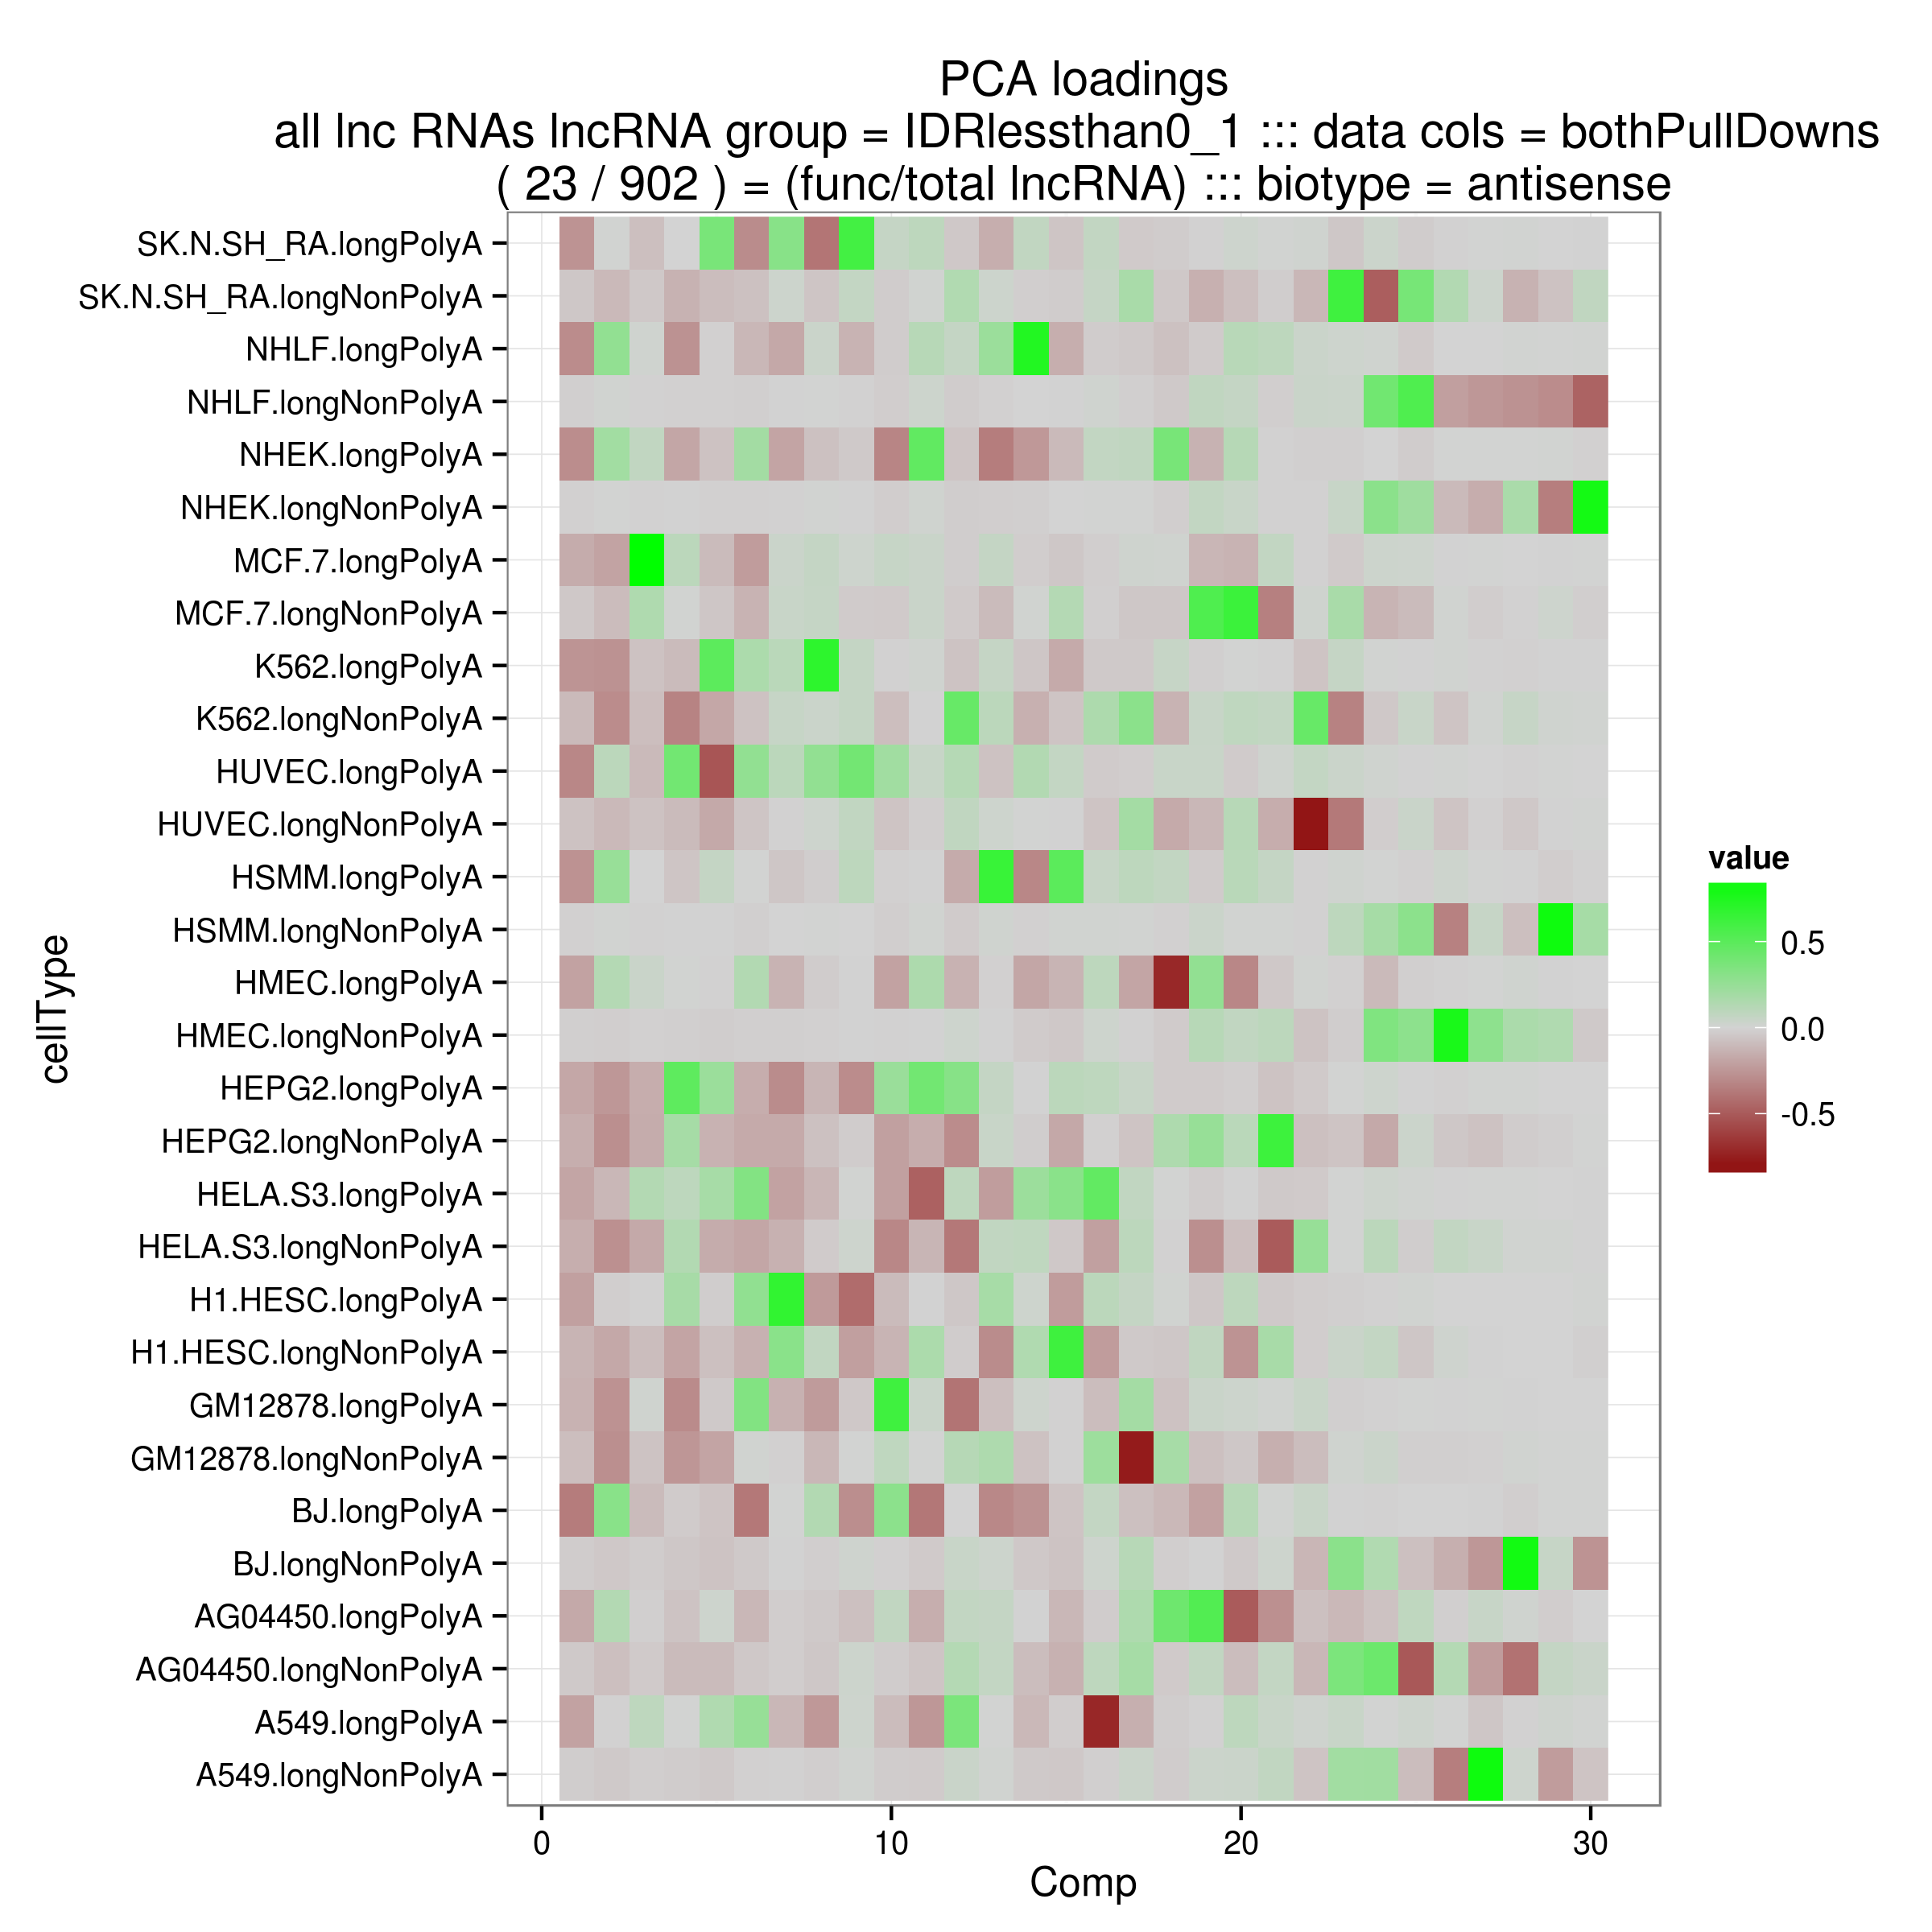 PCA loadings
all lnc RNAs lncRNA group = IDRlessthan0_1 ::: data cols = bothPullDowns
( 23 / 902 ) = (func/total lncRNA) ::: biotype = antisense
SK.N.SH_RA.longPolyA
SK.N.SH_RA.longNonPolyA
NHLF.longPolyA
NHLF.longNonPolyA
NHEK.longPolyA
NHEK.longNonPolyA
MCF.7.longPolyA
MCF.7.longNonPolyA
K562.longPolyA
K562.longNonPolyA
HUVEC.longPolyA
HUVEC.longNonPolyA
HSMM.longPolyA
HSMM.longNonPolyA
HMEC.longPolyA
HMEC.longNonPolyA
HEPG2.longPolyA
HEPG2.longNonPolyA
HELA.S3.longPolyA
HELA.S3.longNonPolyA
H1.HESC.longPolyA
H1.HESC.longNonPolyA
GM12878.longPolyA
GM12878.longNonPolyA
BJ.longPolyA
BJ.longNonPolyA
AG04450.longPolyA
AG04450.longNonPolyA
A549.longPolyA
A549.longNonPolyA
cellType
0 10 20 30
Comp
value
0.5
0.0
-0.5